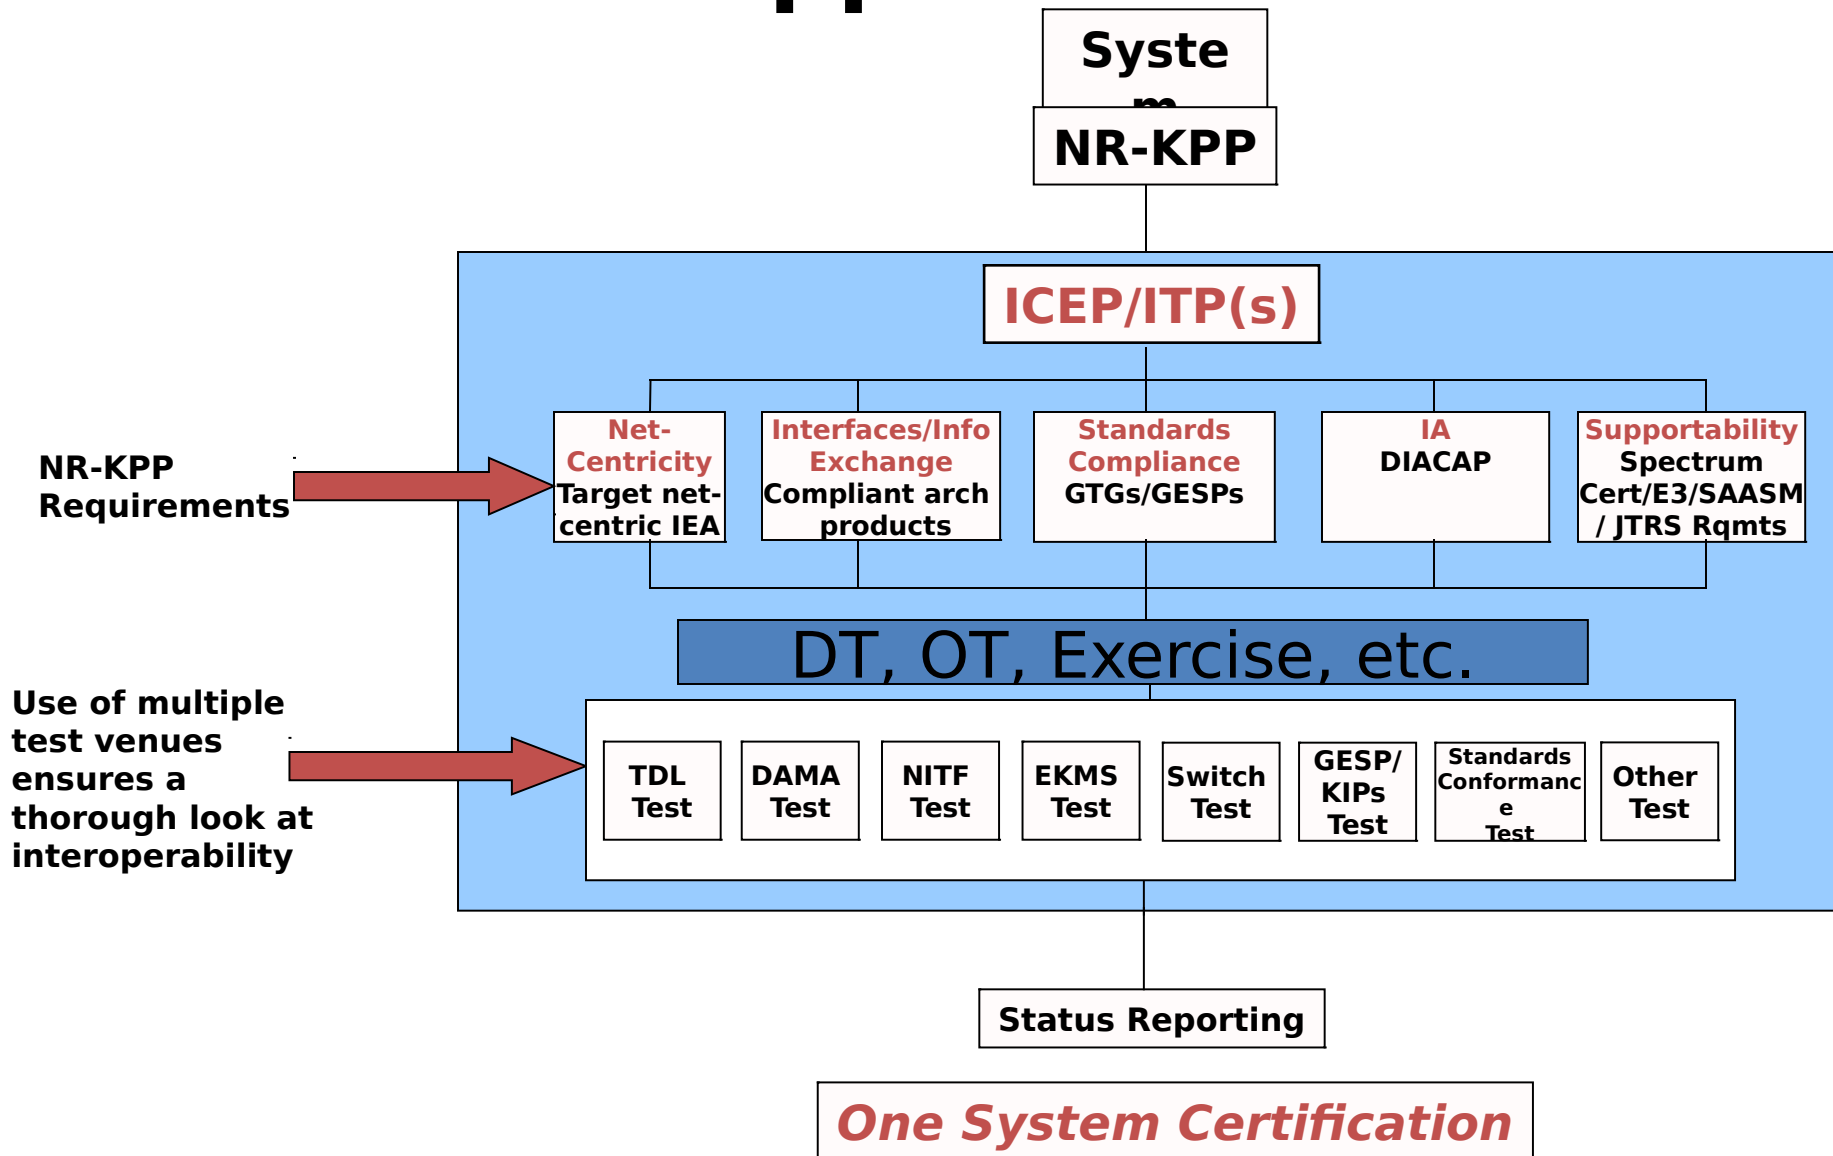 Syste
m
NR-KPP
ICEP/ITP(s)
Net-
Centricity
Target net-
centric IEA
Interfaces/Info
Exchange
Compliant arch
products
Standards
Compliance
GTGs/GESPs
IA
DIACAP
Supportability
Spectrum
Cert/E3/SAASM
/ JTRS Rqmts
NR-KPP
Requirements
DT, OT, Exercise, etc.
Use of multiple
test venues
ensures a
thorough look at
interoperability
TDL
Test
DAMA
Test
NITF
Test
EKMS
Test
Switch
Test
GESP/
KIPs
Test
Standards
Conformanc
e
Test
Other
Test
Status Reporting
One System Certification